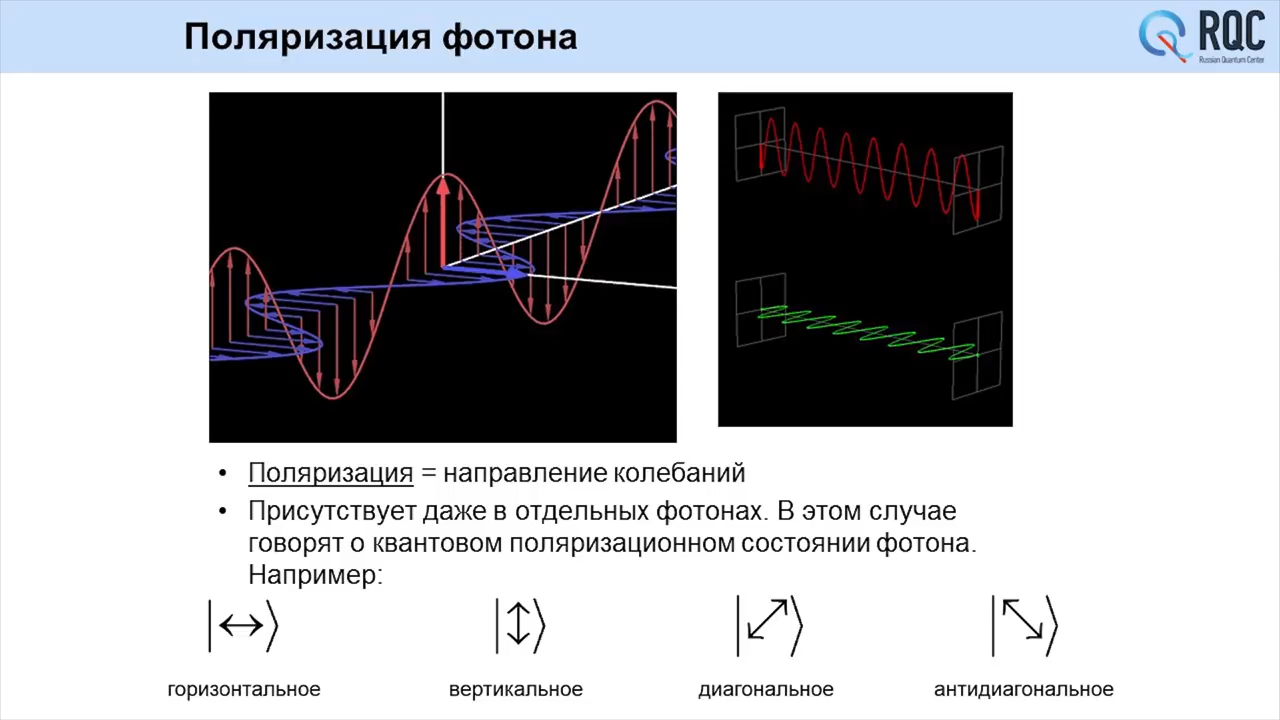 Поляризация фотона
RQC
Russian Quantum Center
• Поляризация = направление колебаний
• Присутствует даже в отдельных фотонах. В этом случае
говорят о квантовом поляризационном состоянии фотона.
Например:
|↔⟩ |↕⟩ |⤢⟩ |⤡⟩
горизонтальное вертикальное диагональное антидиагональное